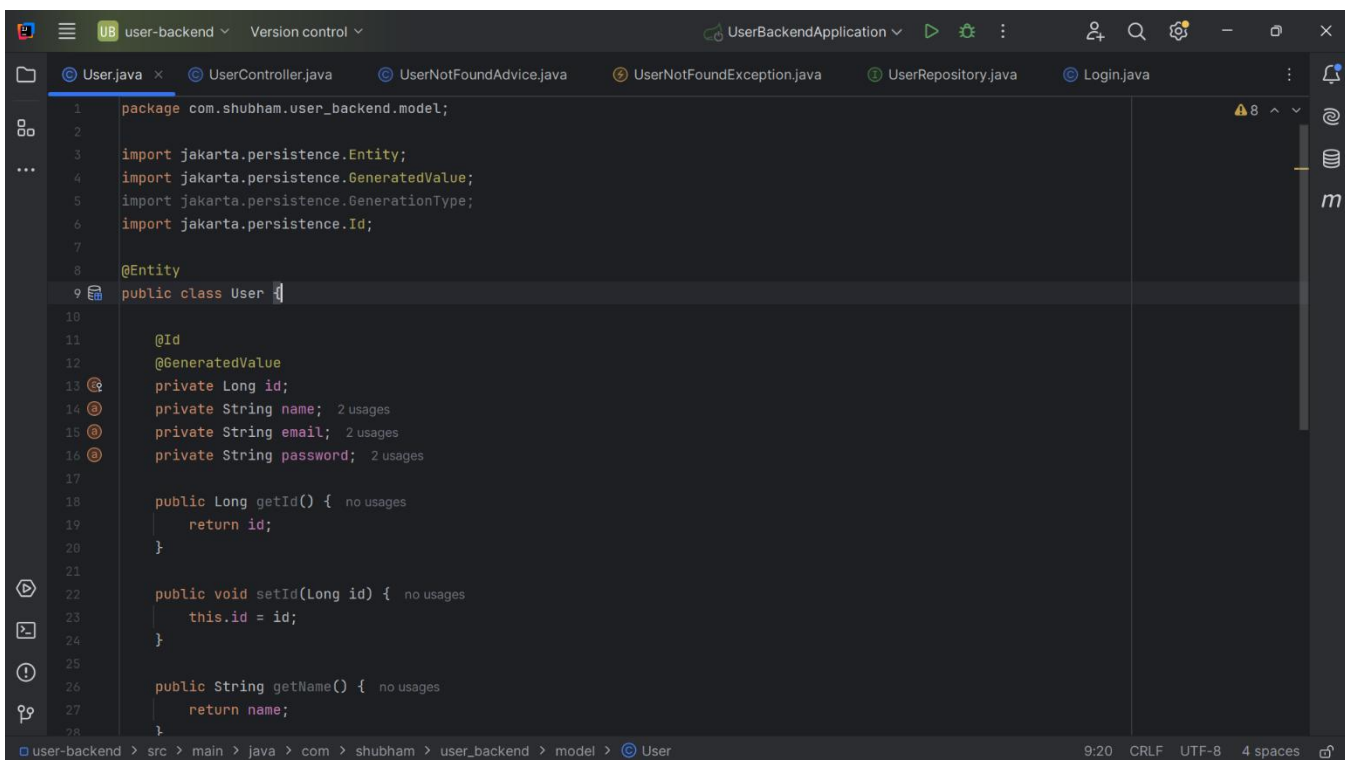 UB user-backend Version control UserBackendApplication
User.java UserController.java UserNotFoundAdvice.java UserNotFoundException.java UserRepository.java Login.java
1 package com.shubham.user_backend.model; 8
2
3 import jakarta.persistence.Entity;
4 import jakarta.persistence.GeneratedValue;
5 import jakarta.persistence.GenerationType;
6 import jakarta.persistence.Id;
7
8 @Entity
9 public class User {
10
11 @Id
12 @GeneratedValue
13 private Long id;
14 private String name; 2 usages
15 private String email; 2 usages
16 private String password; 2 usages
17
18 public Long getId() { no usages
19 return id;
20 }
21
22 public void setId(Long id) { no usages
23 this.id = id;
24 }
25
26 public String getName() { no usages
27 return name;
28 }
user-backend > src > main > java > com > shubham > user_backend > model > User 9:20 CRLF UTF-8 4 spaces